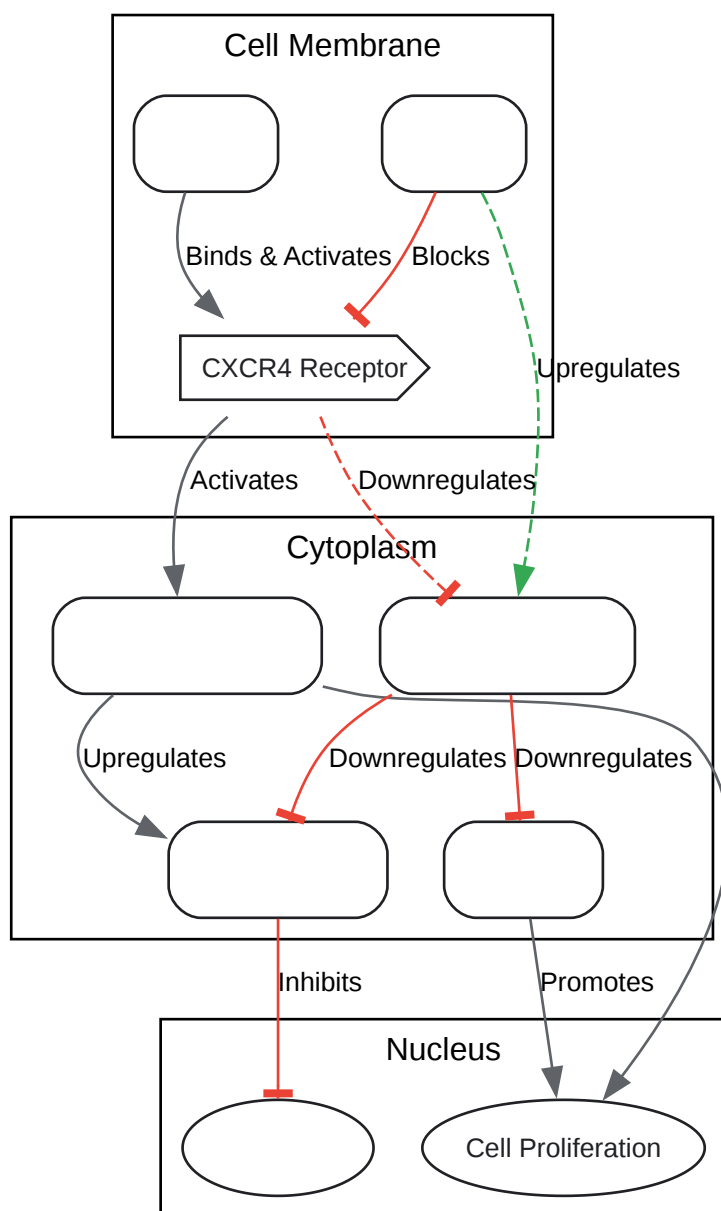 Cell Membrane
Binds & Activates
Blocks
CXCR4 Receptor
Upregulates
Activates
Downregulates
Cytoplasm
Upregulates
Downregulates
Downregulates
Inhibits
Promotes
Nucleus
Cell Proliferation